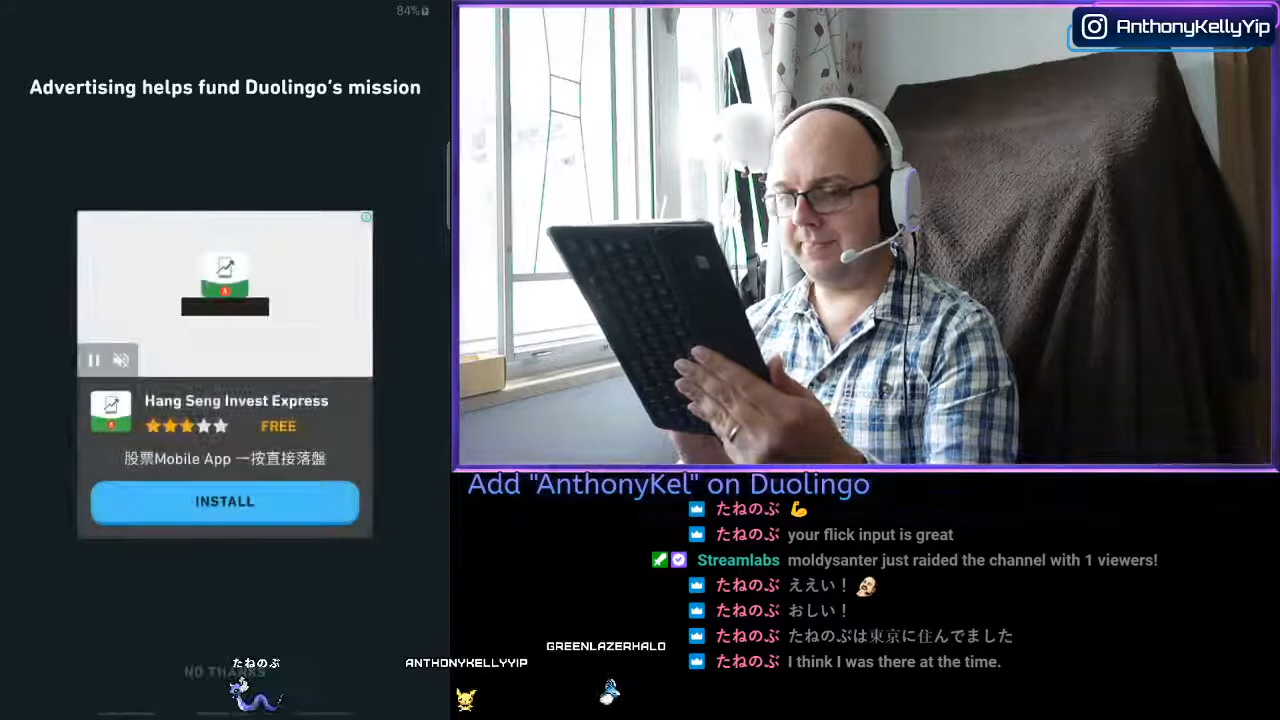 84%
Advertising helps fund Duolingo's mission
Hang Seng Invest Express
FREE
股票Mobile App 一按直接落盤
INSTALL
NO THANKS
AnthonyKellyYip
Add "AnthonyKel" on Duolingo
たねのぶ 💪
たねのぶ your flick input is great
Streamlabs moldysanter just raided the channel with 1 viewers!
たねのぶ ええい！
たねのぶ おしい！
たねのぶ たねのぶは東京に住んでました
たねのぶ I think I was there at the time.
たねのぶ
ANTHONYKELLYYIP
GREENLAZERHALO